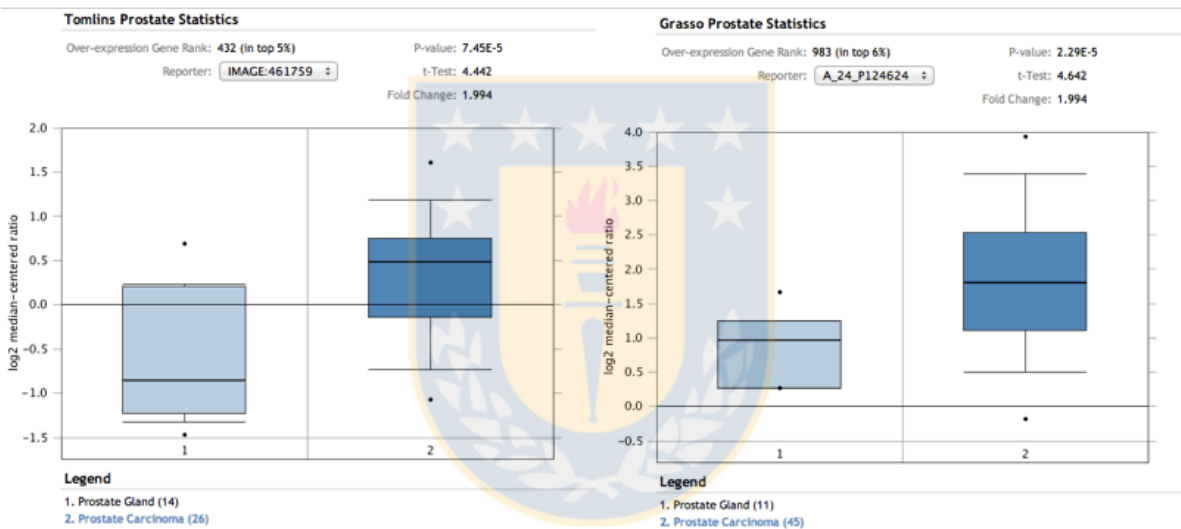 Tomlins Prostate Statistics
Over-expression Gene Rank: 432 (in top 5%)
P-value: 7.45E-5
Reporter: IMAGE:461759
t-Test: 4.442
Fold Change: 1.994
log2 median-centered ratio
2.0
1.5
1.0
0.5
0.0
-0.5
-1.0
-1.5
1
2
Legend
1. Prostate Gland (14)
2. Prostate Carcinoma (26)
Grasso Prostate Statistics
Over-expression Gene Rank: 983 (in top 6%)
P-value: 2.29E-5
Reporter: A_24_P124624
t-Test: 4.642
Fold Change: 1.994
log2 median-centered ratio
4.0
3.5
3.0
2.5
2.0
1.5
1.0
0.5
0.0
-0.5
1
2
Legend
1. Prostate Gland (11)
2. Prostate Carcinoma (45)